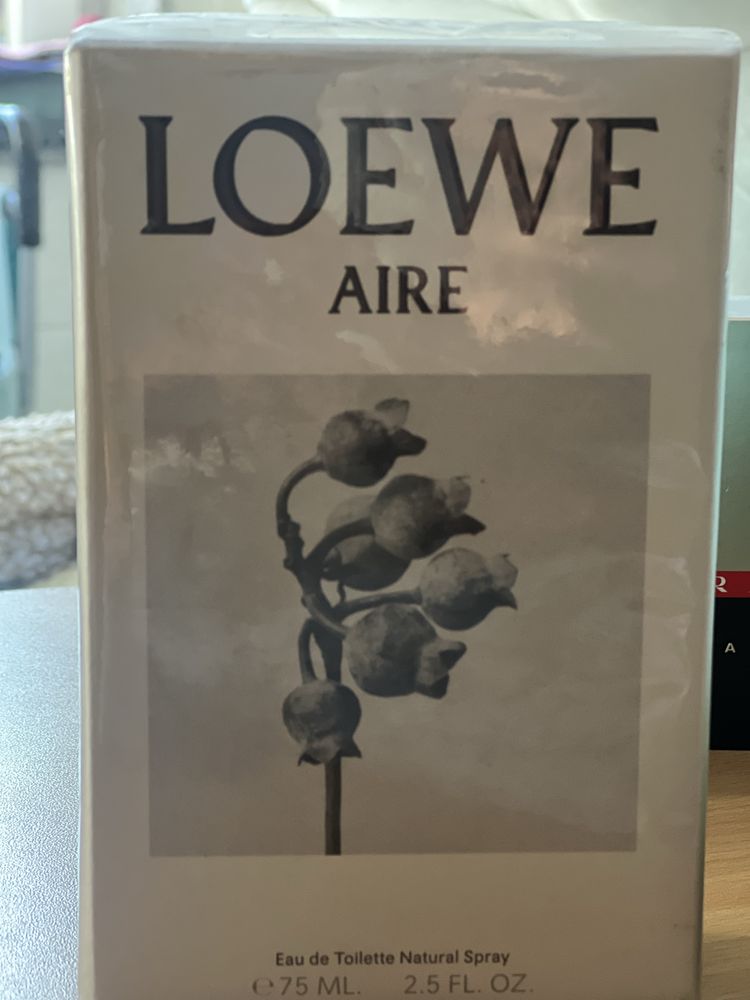 LOEWE
AIRE
R
A
Eau de Toilette Natural Spray
℮75 ML. 2.5 FL. OZ.